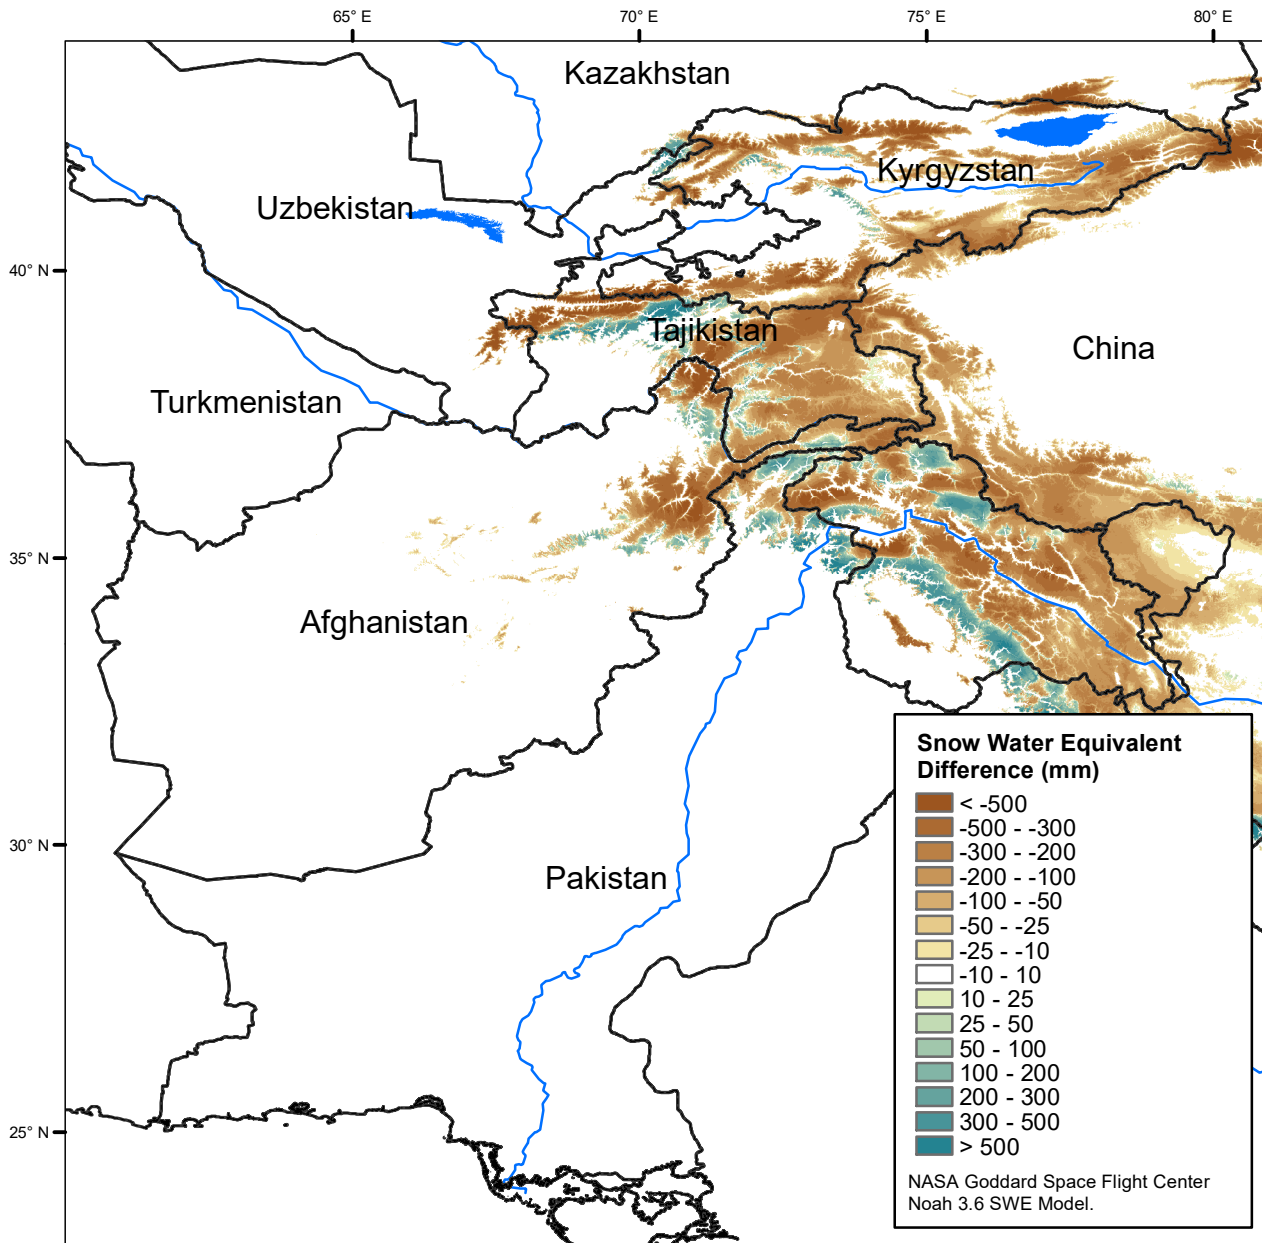 65° E
70° E
75° E
80° E
Kazakhstan
Kyrgyzstan
Uzbekistan
40° N
Tajikistan
China
Turkmenistan
35° N
Afghanistan
30° N
Pakistan
25° N
Snow Water Equivalent
Difference (mm)
< -500
-500 - -300
-300 - -200
-200 - -100
-100 - -50
-50 - -25
-25 - -10
-10 - 10
10 - 25
25 - 50
50 - 100
100 - 200
200 - 300
300 - 500
> 500
NASA Goddard Space Flight Center
Noah 3.6 SWE Model.